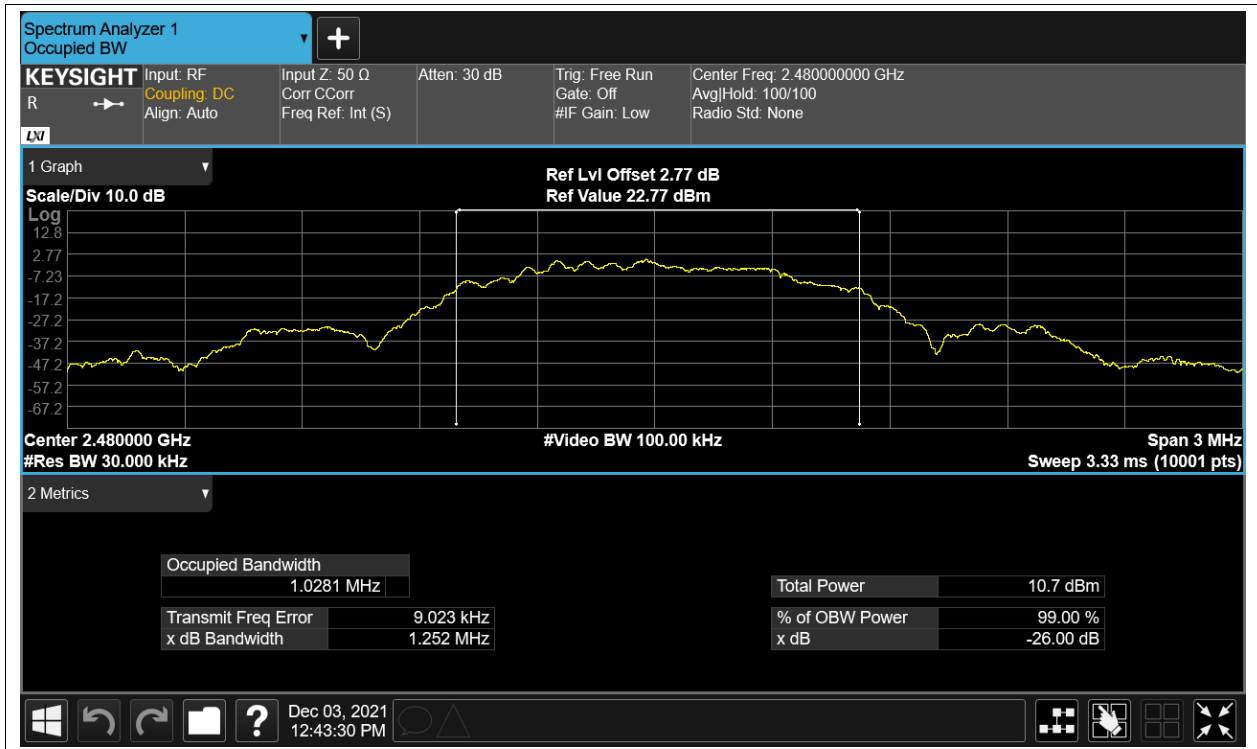 Spectrum Analyzer 1
Occupied BW
+
KEYSIGHT
R
LXI
Input: RF
Coupling: DC
Align: Auto
Input Z: 50 Ω
Corr CCorr
Freq Ref: Int (S)
Atten: 30 dB
Trig: Free Run
Gate: Off
#IF Gain: Low
Center Freq: 2.480000000 GHz
Avg|Hold: 100/100
Radio Std: None
1 Graph
Scale/Div 10.0 dB
Ref Lvl Offset 2.77 dB
Ref Value 22.77 dBm
Log
12.8
2.77
-7.23
-17.2
-27.2
-37.2
-47.2
-57.2
-67.2
Center 2.480000 GHz
#Res BW 30.000 kHz
#Video BW 100.00 kHz
Span 3 MHz
Sweep 3.33 ms (10001 pts)
2 Metrics
Occupied Bandwidth
1.0281 MHz
Transmit Freq Error 9.023 kHz
x dB Bandwidth 1.252 MHz
Total Power 10.7 dBm
% of OBW Power 99.00 %
x dB -26.00 dB
?
Dec 03, 2021
12:43:30 PM